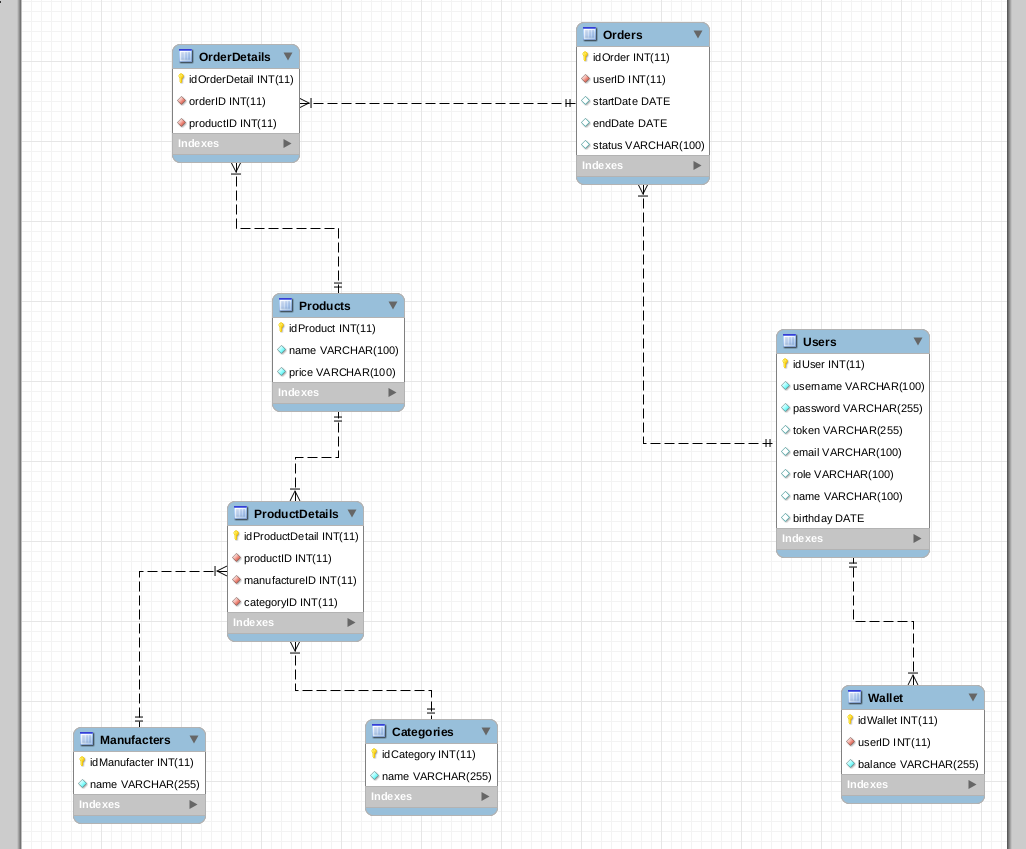 OrderDetails
idOrderDetail INT(11)
orderID INT(11)
productID INT(11)
Indexes
Orders
idOrder INT(11)
userID INT(11)
startDate DATE
endDate DATE
status VARCHAR(100)
Indexes
Products
idProduct INT(11)
name VARCHAR(100)
price VARCHAR(100)
Indexes
Users
idUser INT(11)
username VARCHAR(100)
password VARCHAR(255)
token VARCHAR(255)
email VARCHAR(100)
role VARCHAR(100)
name VARCHAR(100)
birthday DATE
Indexes
ProductDetails
idProductDetail INT(11)
productID INT(11)
manufactureID INT(11)
categoryID INT(11)
Indexes
Manufacters
idManufacter INT(11)
name VARCHAR(255)
Indexes
Categories
idCategory INT(11)
name VARCHAR(255)
Indexes
Wallet
idWallet INT(11)
userID INT(11)
balance VARCHAR(255)
Indexes